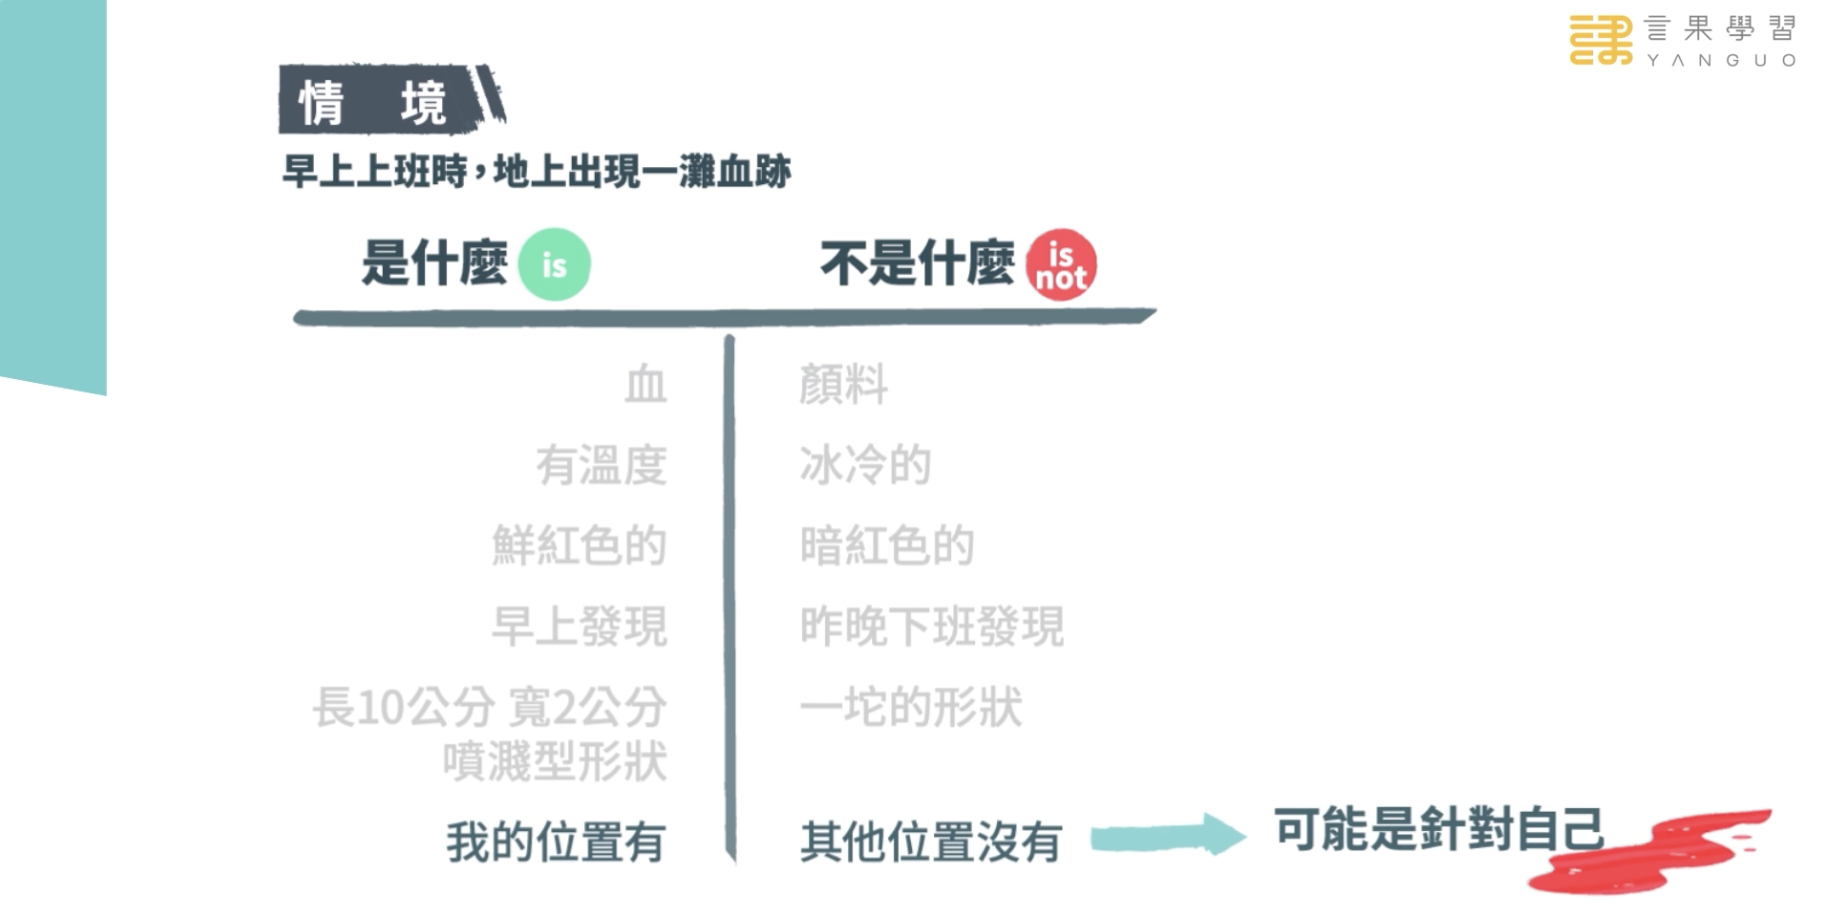 言果學習
YANGUO
情境
早上上班時，地上出現一灘血跡
是什麼 is
不是什麼 is not
血
顏料
有溫度
冰冷的
鮮紅色的
暗紅色的
早上發現
昨晚下班發現
長10公分 寬2公分
噴濺型形狀
一坨的形狀
我的位置有
其他位置沒有
可能是針對自己